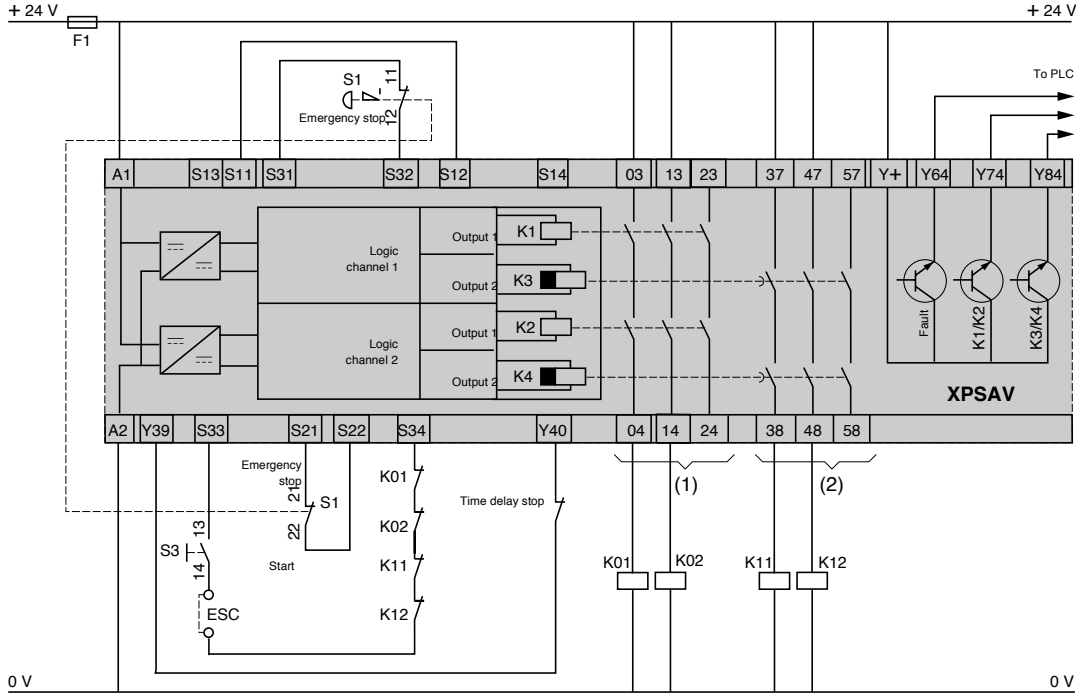 + 24 V
+ 24 V
F1
To PLC
S1
11
12
Emergency stop
A1
S13
S11
S31
S32
S12
S14
03
13
23
37
47
57
Y+
Y64
Y74
Y84
Logic
channel 1
Output 1
K1
Output 2
K3
Logic
channel 2
Output 1
K2
Output 2
K4
Fault
K1/K2
K3/K4
XPSAV
A2
Y39
S33
S21
S22
S34
Y40
04
14
24
38
48
58
Emergency
stop
21
22
S1
K01
K02
K11
K12
Time delay stop
(1)
(2)
S3
13
14
Start
ESC
K01
K02
K11
K12
0 V
0 V